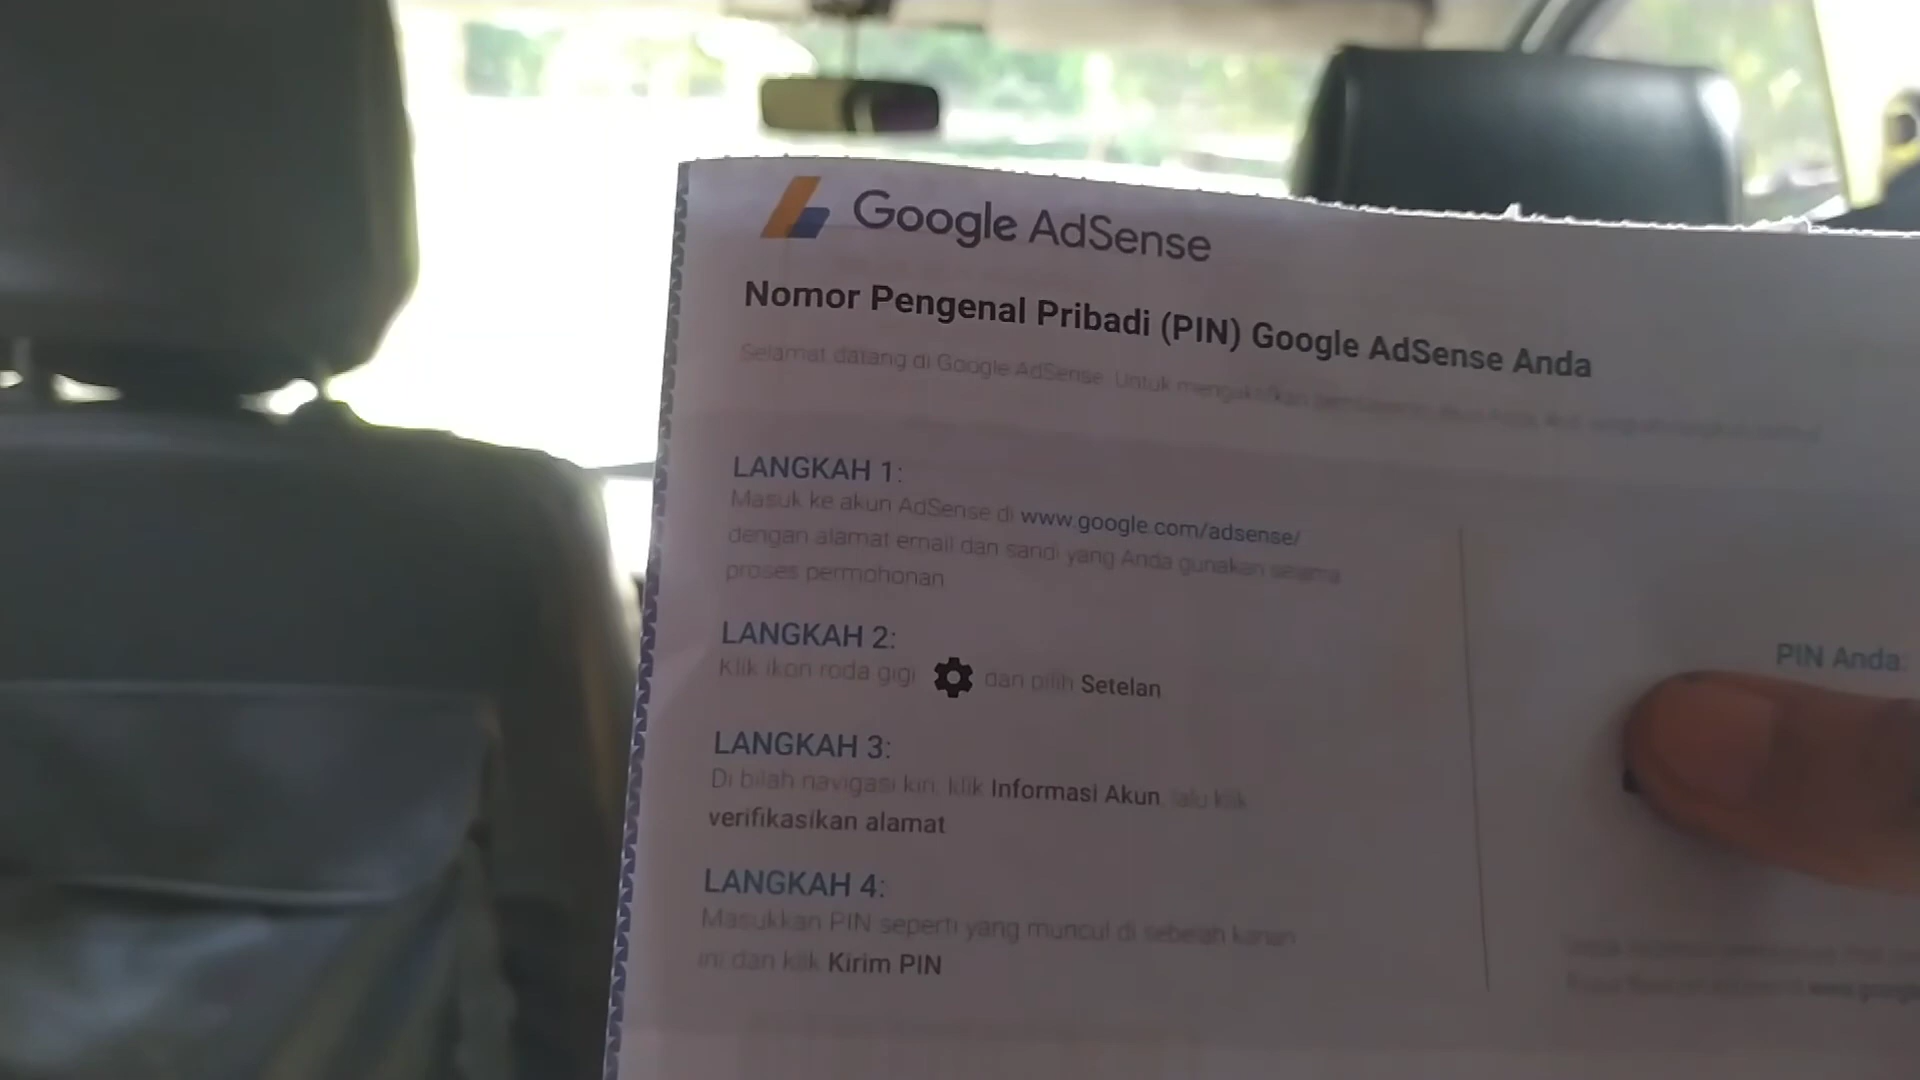 Google AdSense
Nomor Pengenal Pribadi (PIN) Google AdSense Anda
Selamat datang di Google AdSense. Untuk mengaktifkan
LANGKAH 1:
Masuk ke akun AdSense di www.google.com/adsense/
dengan alamat email dan sandi yang Anda gunakan selama
proses permohonan
LANGKAH 2:
Klik ikon roda gigi dan pilih Setelan
LANGKAH 3:
Di bilah navigasi kiri, klik Informasi Akun, lalu klik
verifikasikan alamat
LANGKAH 4:
Masukkan PIN seperti yang muncul di sebelah kanan
ini dan klik Kirim PIN
PIN Anda: